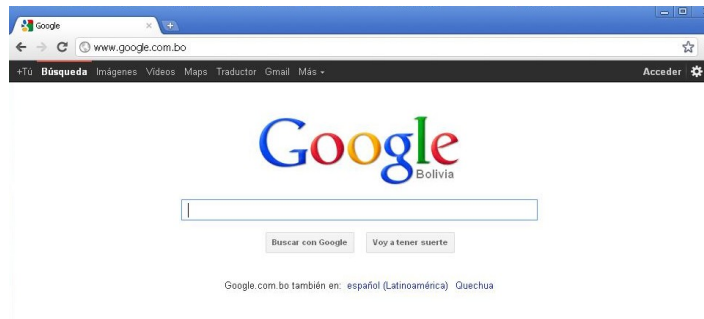 Google
www.google.com.bo
+Tú Búsqueda Imágenes Vídeos Maps Traductor Gmail Más Acceder
Google
Bolivia
Buscar con Google Voy a tener suerte
Google.com.bo también en: español (Latinoamérica) Quechua